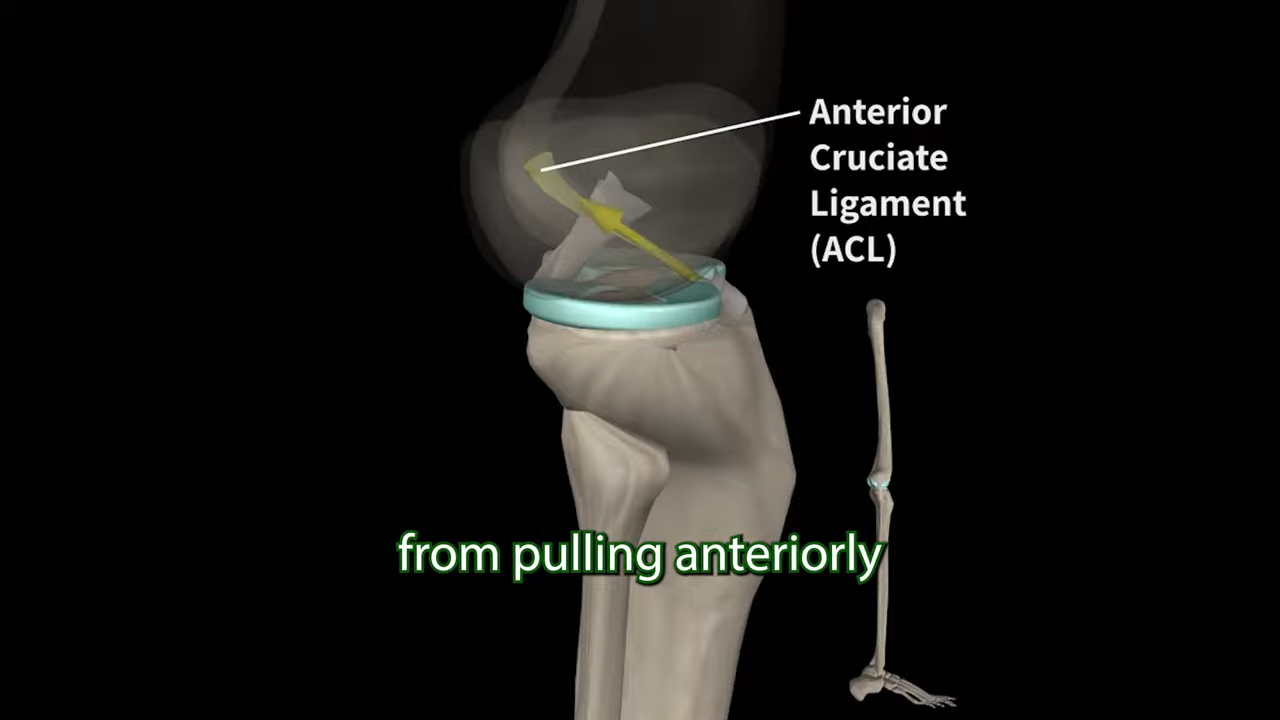 Anterior
Cruciate
Ligament
(ACL)
from pulling anteriorly